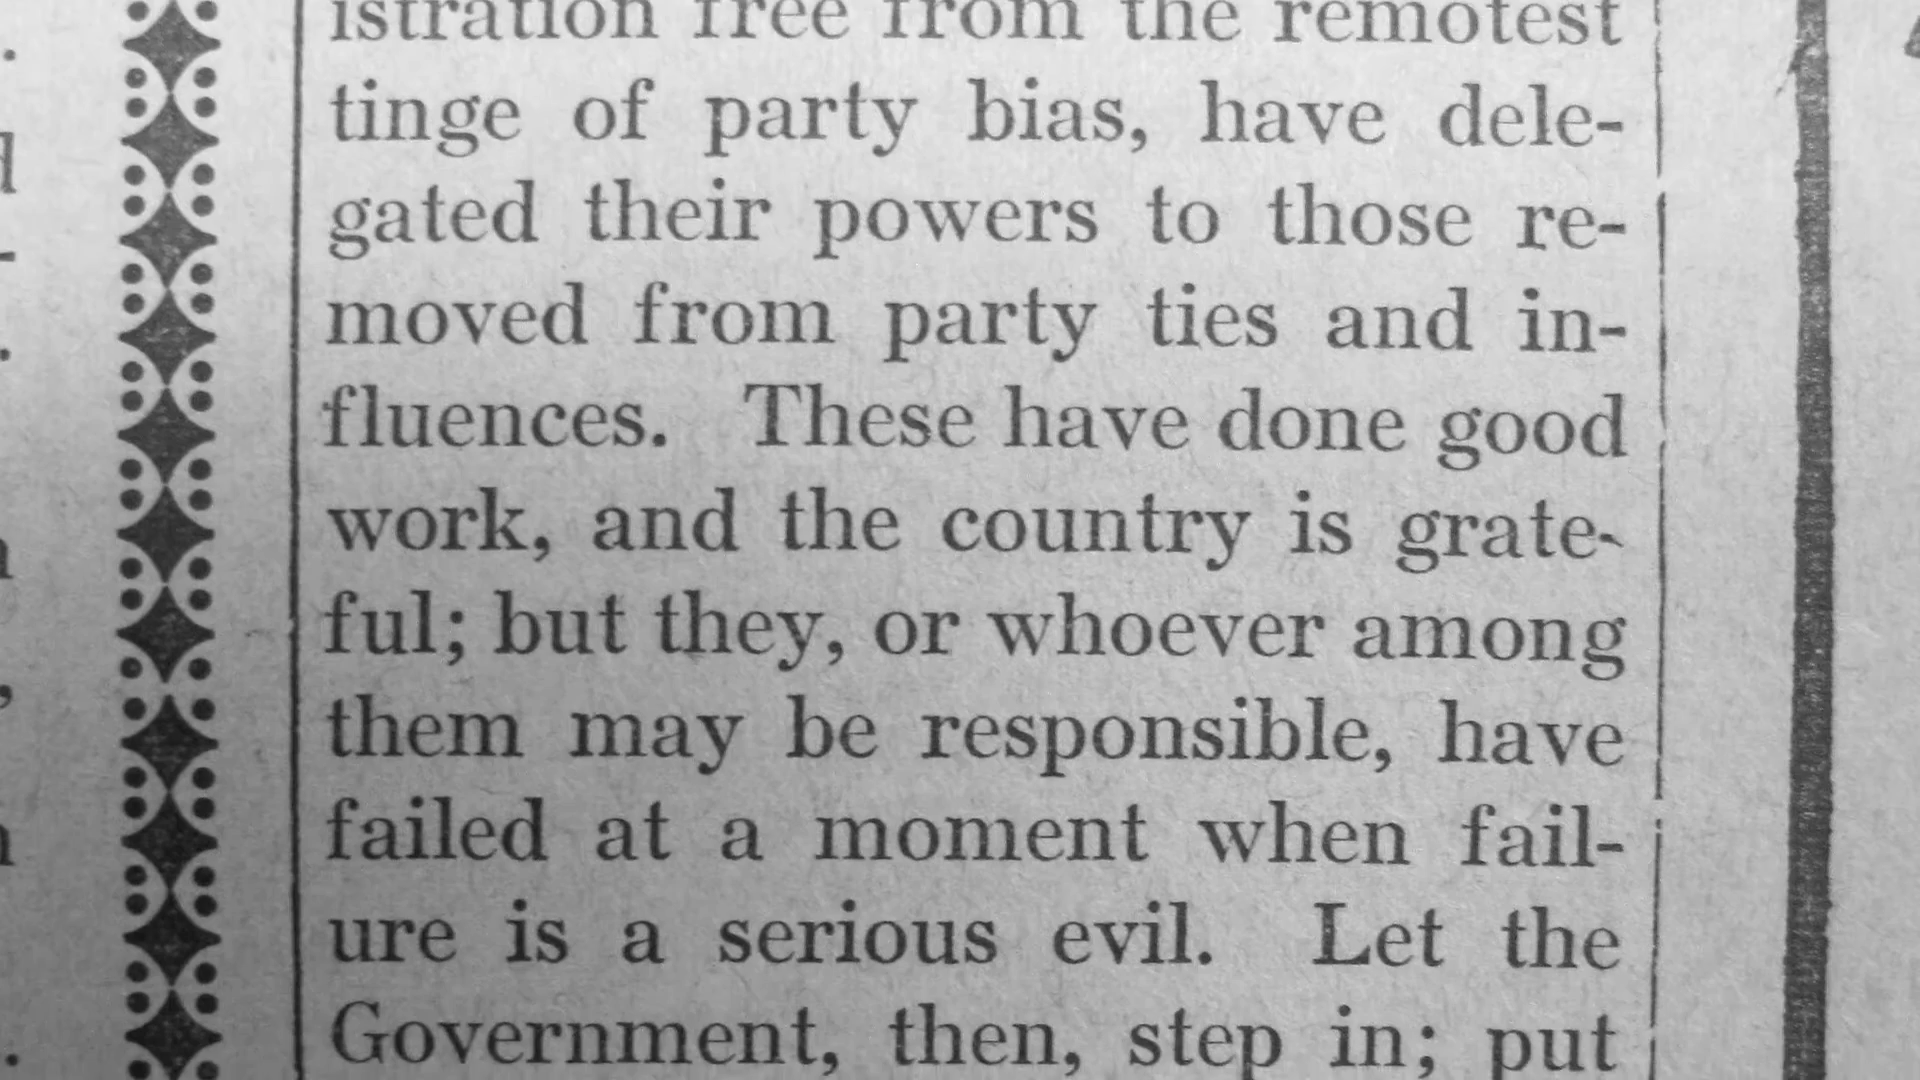 istration free from the remotest
tinge of party bias, have dele-
gated their powers to those re-
moved from party ties and in-
fluences. These have done good
work, and the country is grate-
ful; but they, or whoever among
them may be responsible, have
failed at a moment when fail-
ure is a serious evil. Let the
Government, then, step in; put